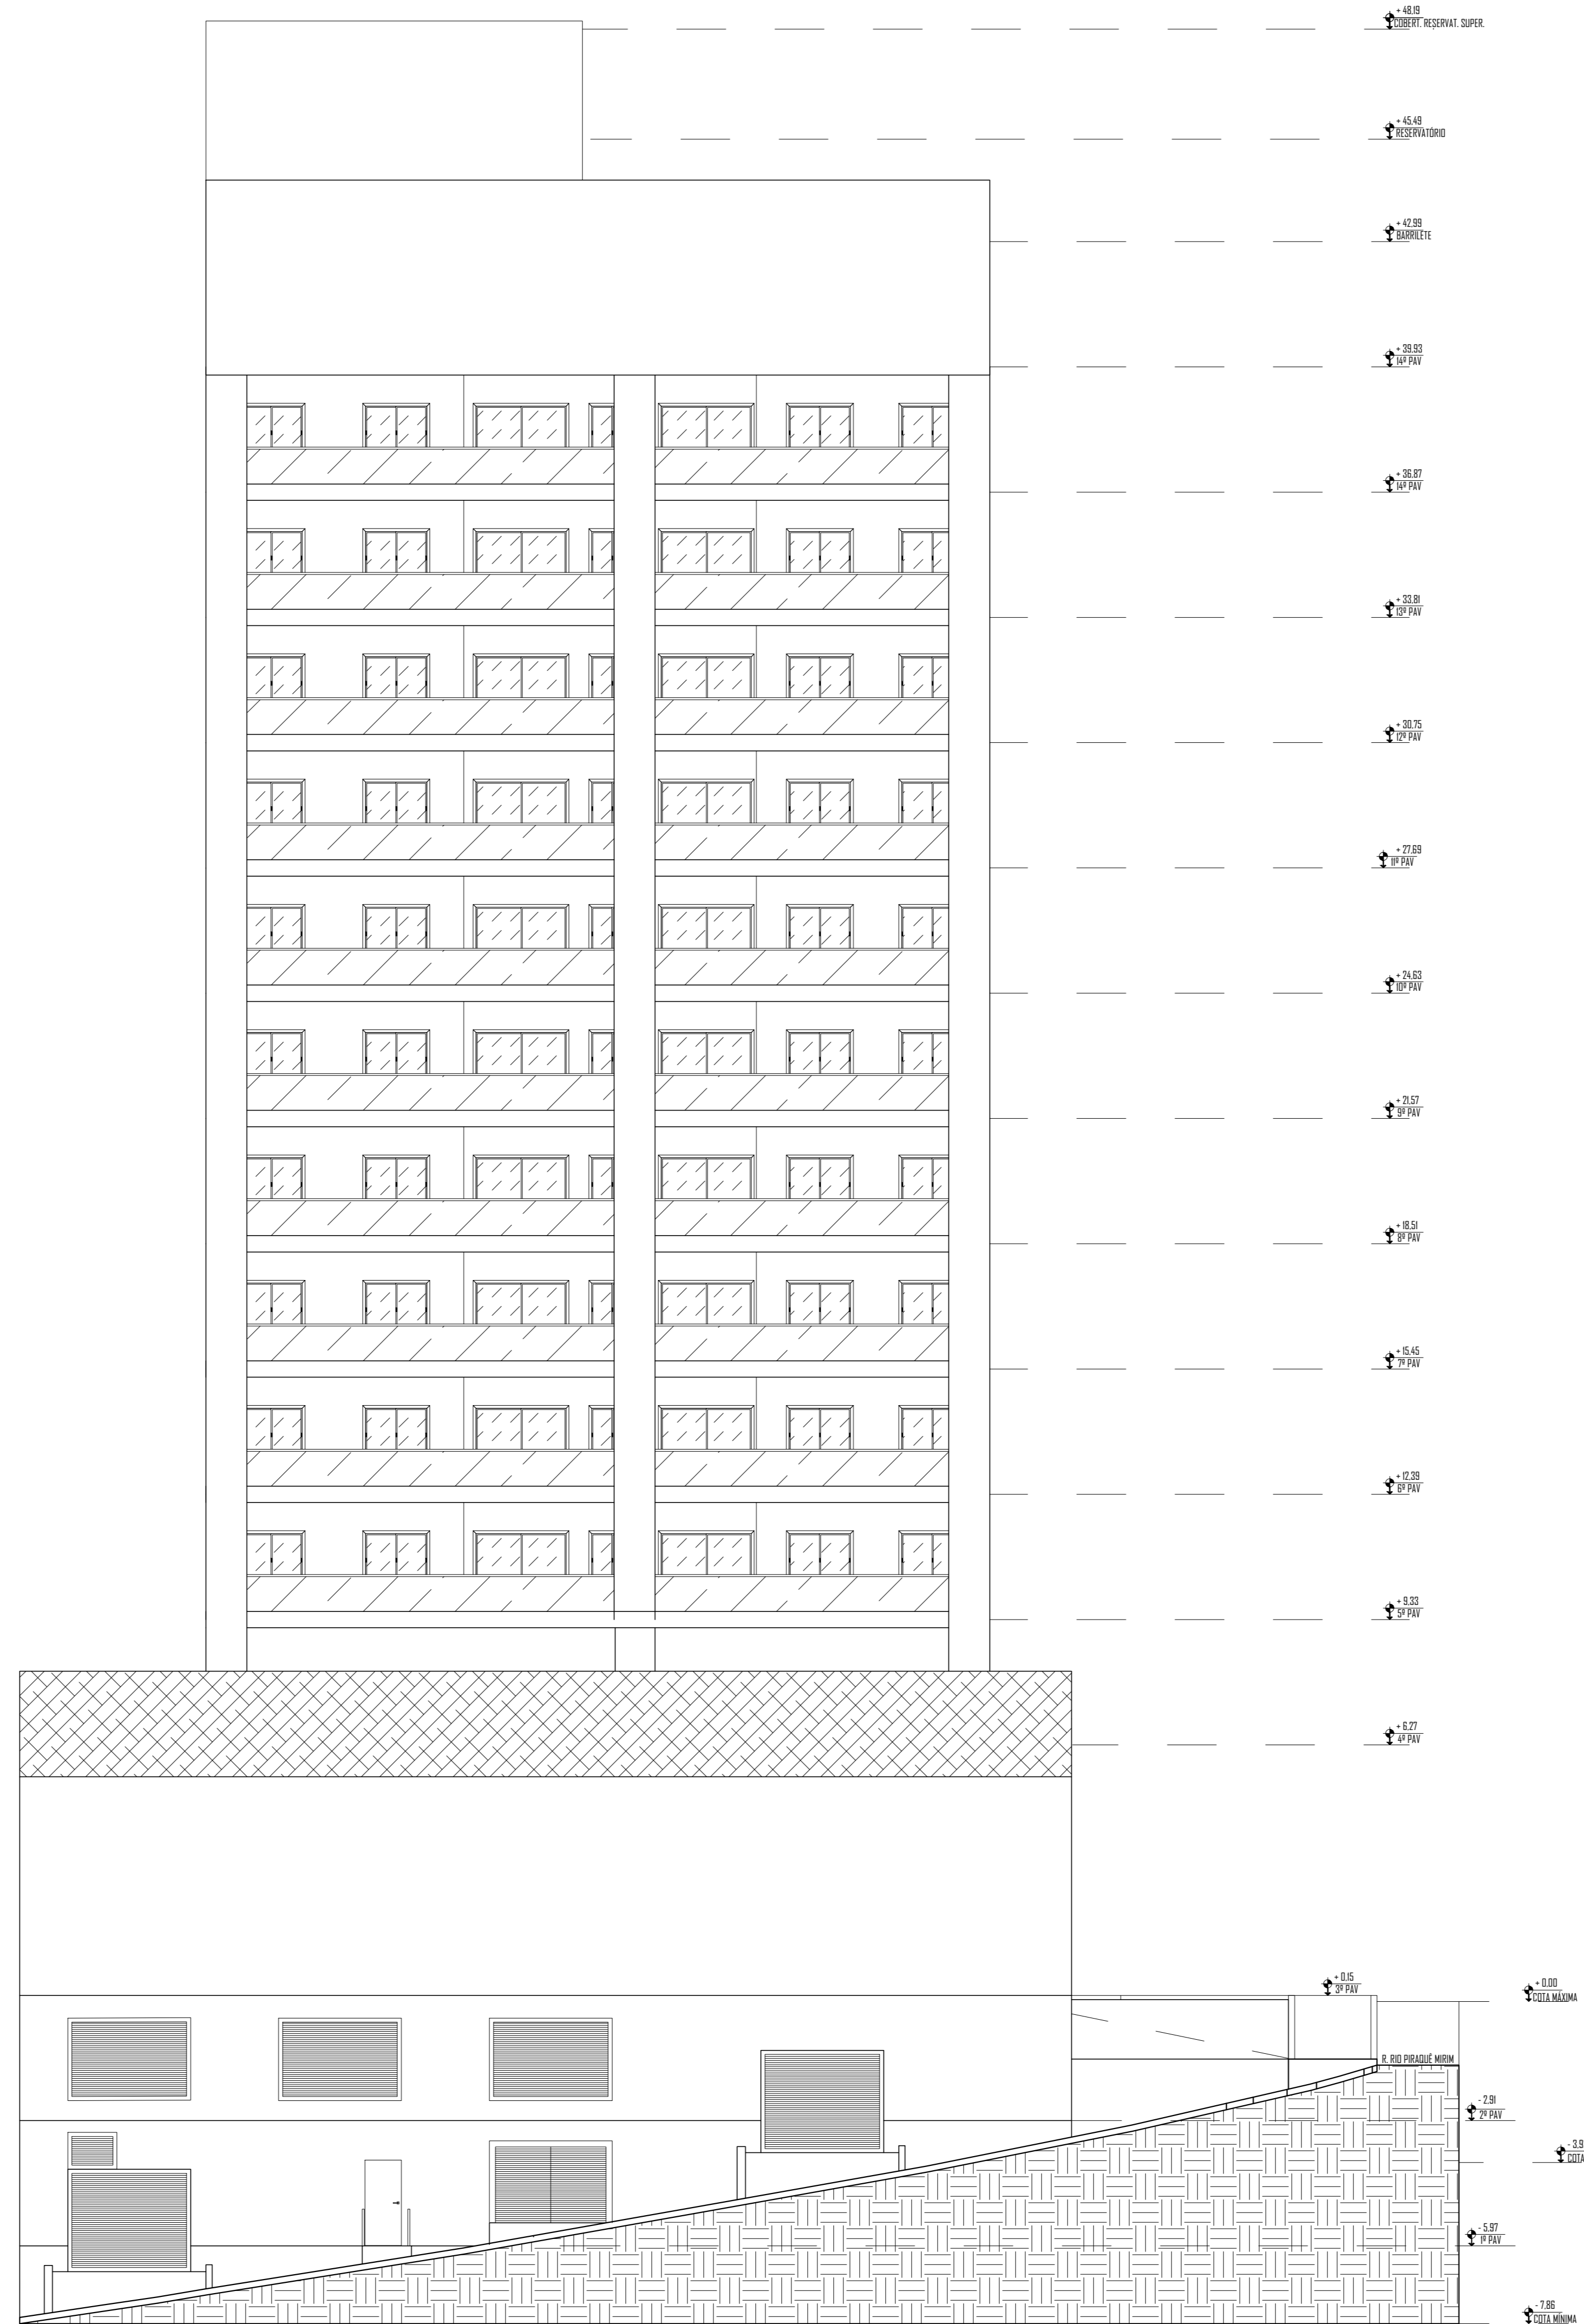 + 48.19
COBERT. RESERVAT. SUPER.
+ 45.49
RESERVATÓRIO
+ 42.99
BARRILETE
+ 39.93
14º PAV
+ 36.87
14º PAV
+ 33.81
13º PAV
+ 30.75
12º PAV
+ 27.69
11º PAV
+ 24.63
10º PAV
+ 21.57
9º PAV
+ 18.51
8º PAV
+ 15.45
7º PAV
+ 12.39
6º PAV
+ 9.33
5º PAV
+ 6.27
4º PAV
+ 0.15
3º PAV
+ 0.00
COTA MÁXIMA
R. RIO PIRAQUÊ MIRIM
- 2.91
2º PAV
- 3.9
COTA
- 5.97
1º PAV
- 7.86
COTA MÍNIMA